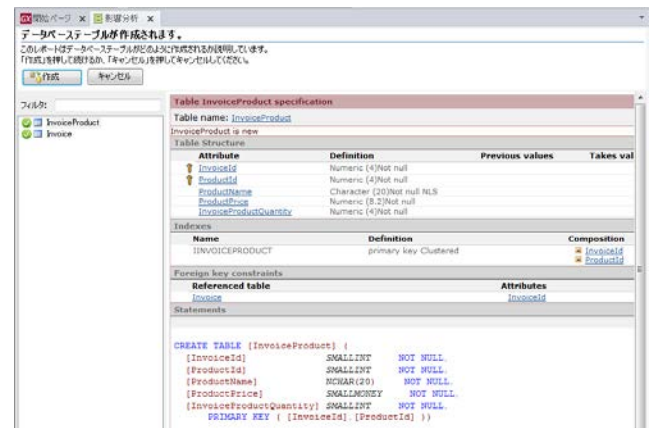 開始ページ × 影響分析 ×
データベーステーブルが作成されます。
このレポートはデータベーステーブルがどのように作成されるか説明しています。
「作成」を押して続けるか、「キャンセル」を押してキャンセルしてください。
作成 キャンセル
フィルタ:
InvoiceProduct
Invoice
Table InvoiceProduct specification
Table name: InvoiceProduct
InvoiceProduct is new
Table Structure
Attribute Definition Previous values Takes val
InvoiceId Numeric (4)Not null
ProductId Numeric (4)Not null
ProductName Character (20)Not null NLS
ProductPrice Numeric (8.2)Not null
InvoiceProductQuantity Numeric (4)Not null
Indexes
Name Definition Composition
IINVOICEPRODUCT primary key Clustered InvoiceId
ProductId
Foreign key constraints
Referenced table Attributes
Invoice InvoiceId
Statements
CREATE TABLE [InvoiceProduct] (
[InvoiceId] SMALLINT NOT NULL,
[ProductId] SMALLINT NOT NULL,
[ProductName] NCHAR(20) NOT NULL,
[ProductPrice] SMALLMONEY NOT NULL,
[InvoiceProductQuantity] SMALLINT NOT NULL,
PRIMARY KEY ( [InvoiceId],[ProductId] ))